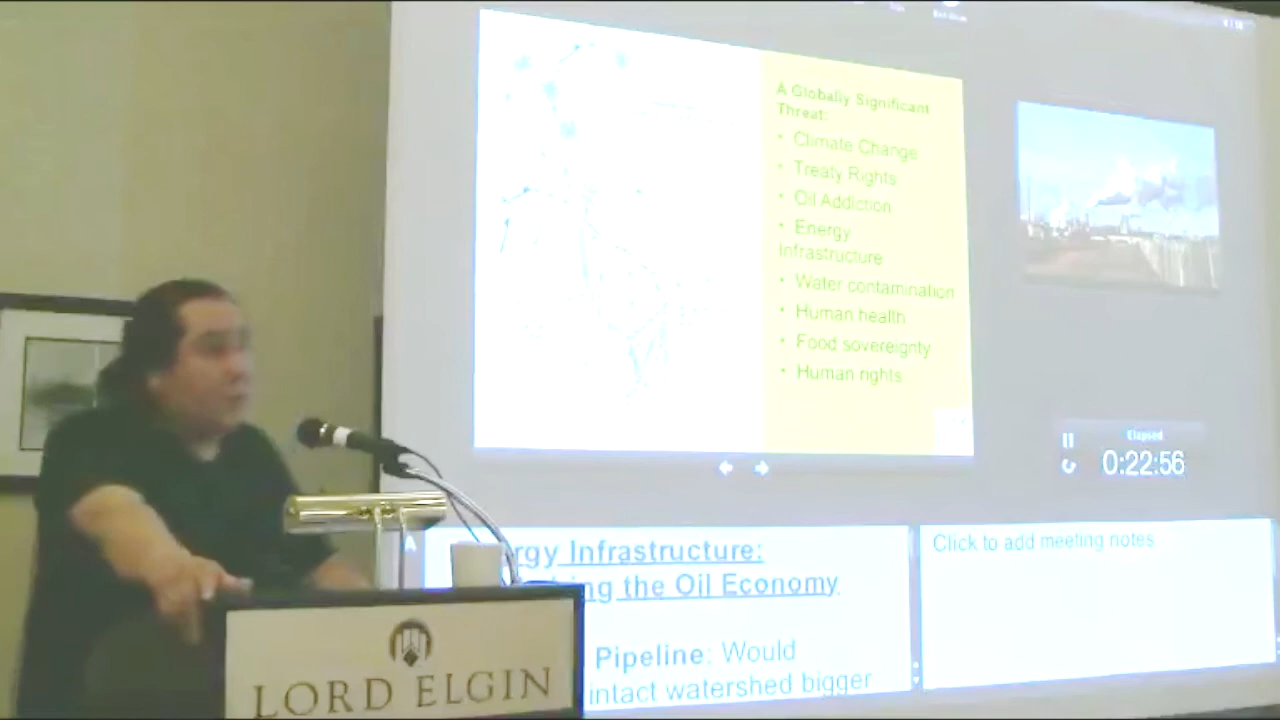 A Globally Significant
Threat:
• Climate Change
• Treaty Rights
• Oil Addiction
• Energy
Infrastructure
• Water contamination
• Human health
• Food sovereignty
• Human rights
Elapsed
0:22:56
rgy Infrastructure:
ng the Oil Economy
Pipeline: Would
intact watershed bigger
Click to add meeting notes
LORD ELGIN